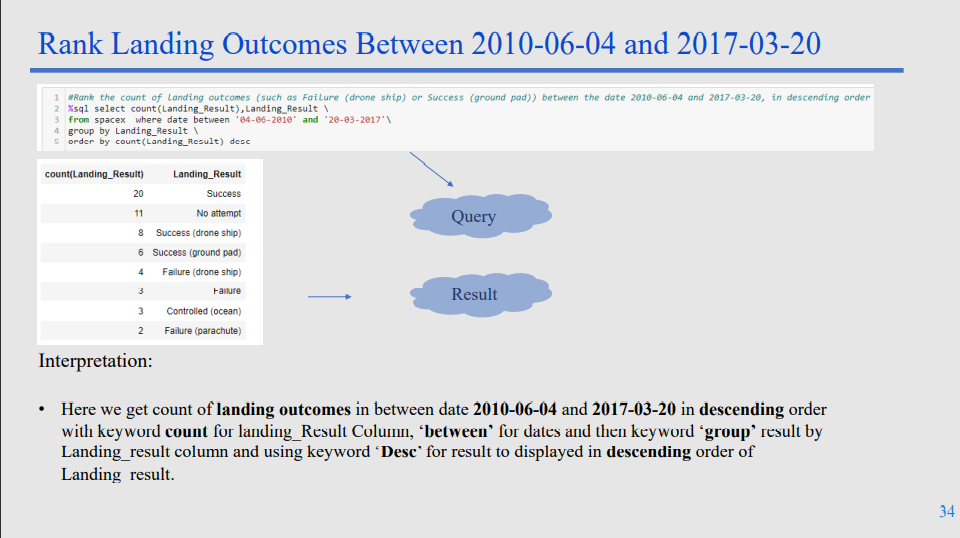 Rank Landing Outcomes Between 2010-06-04 and 2017-03-20
1 #Rank the count of landing outcomes (such as Failure (drone ship) or Success (ground pad)) between the date 2010-06-04 and 2017-03-20, in descending order
2 %sql select count(Landing_Result),Landing_Result \
3 from spacex where date between '04-06-2010' and '20-03-2017'\
4 group by Landing_Result \
5 order by count(Landing_Result) desc
count(Landing_Result) Landing_Result
20 Success
11 No attempt
8 Success (drone ship)
6 Success (ground pad)
4 Failure (drone ship)
3 Failure
3 Controlled (ocean)
2 Failure (parachute)
Query
Result
Interpretation:
• Here we get count of landing outcomes in between date 2010-06-04 and 2017-03-20 in descending order
with keyword count for landing_Result Column, ‘between’ for dates and then keyword ‘group’ result by
Landing_result column and using keyword ‘Desc’ for result to displayed in descending order of
Landing_result.
34